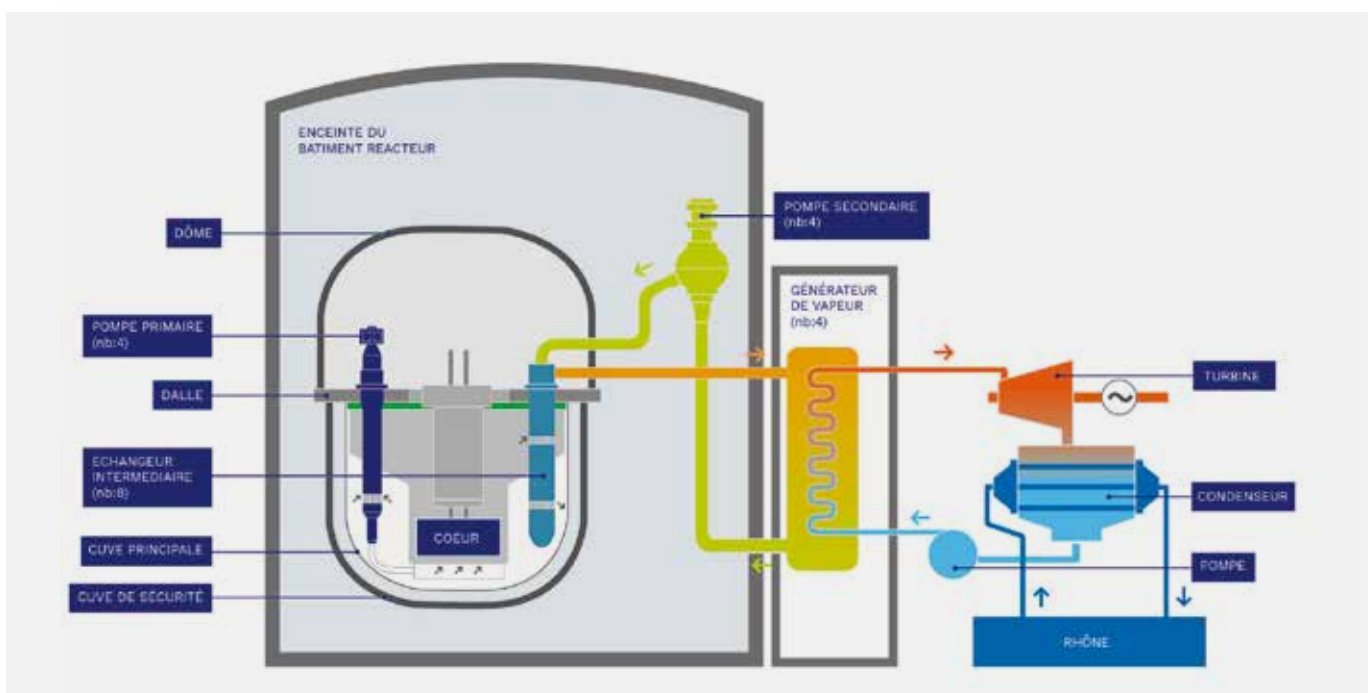 ENCEINTE DU
BATIMENT REACTEUR
DÔME
POMPE SECONDAIRE
(nb:4)
GÉNÉRATEUR
DE VAPEUR
(nb:4)
POMPE PRIMAIRE
(nb:4)
DALLE
TURBINE
ECHANGEUR
INTERMEDIAIRE
(nb:8)
CONDENSEUR
COEUR
CUVE PRINCIPALE
POMPE
CUVE DE SÉCURITÉ
RHÔNE